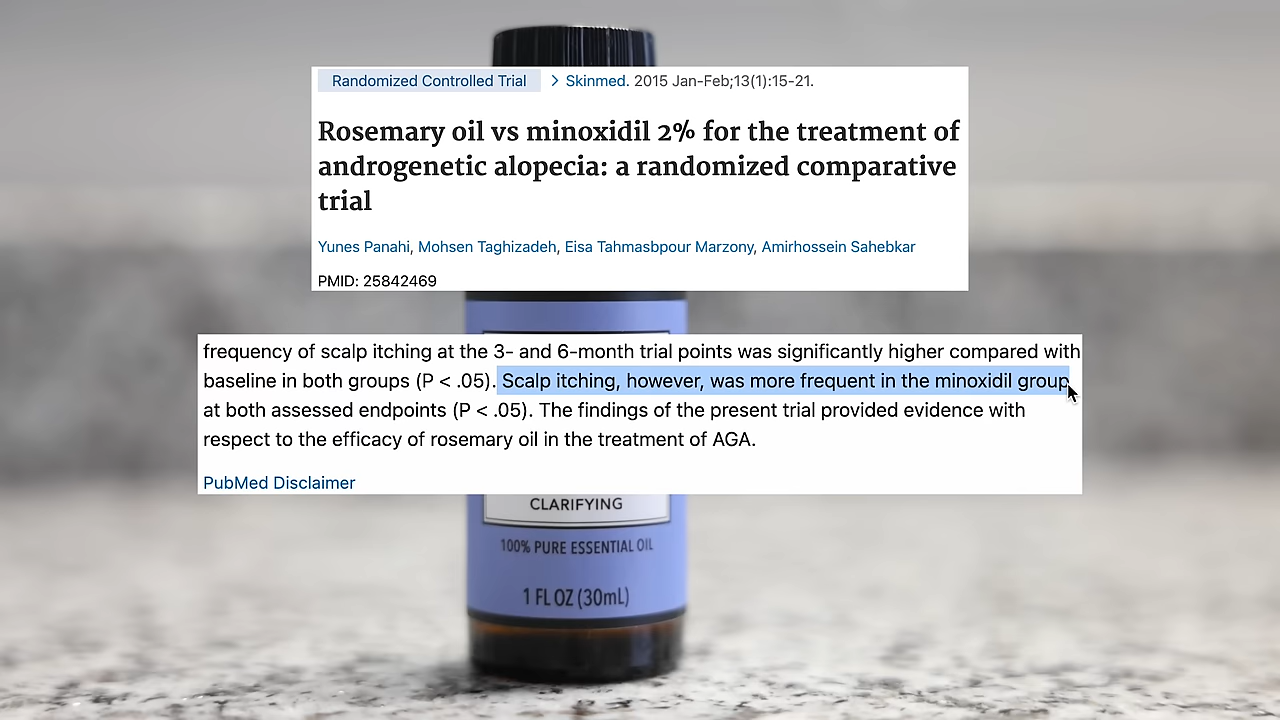 Randomized Controlled Trial > Skinmed. 2015 Jan-Feb;13(1):15-21.
Rosemary oil vs minoxidil 2% for the treatment of
androgenetic alopecia: a randomized comparative
trial
Yunes Panahi, Mohsen Taghizadeh, Eisa Tahmasbpour Marzony, Amirhossein Sahebkar
PMID: 25842469
frequency of scalp itching at the 3- and 6-month trial points was significantly higher compared with
baseline in both groups (P < .05). Scalp itching, however, was more frequent in the minoxidil group
at both assessed endpoints (P < .05). The findings of the present trial provided evidence with
respect to the efficacy of rosemary oil in the treatment of AGA.
PubMed Disclaimer
CLARIFYING
100% PURE ESSENTIAL OIL
1 FL OZ (30mL)